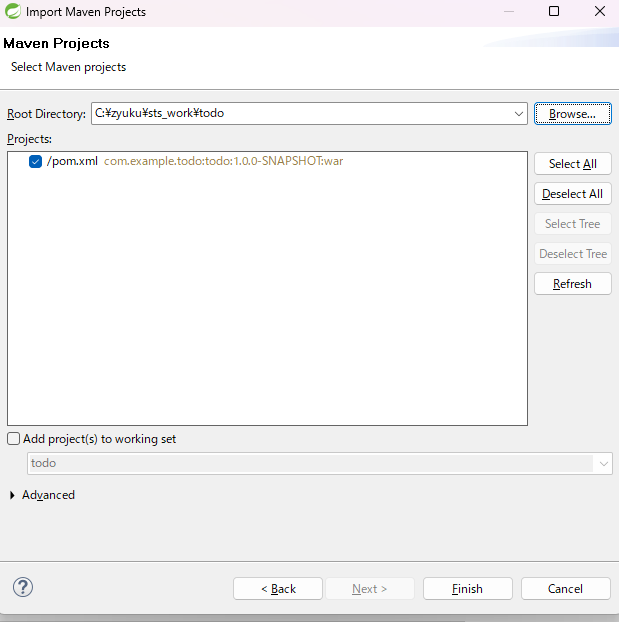 Import Maven Projects
Maven Projects
Select Maven projects
Root Directory: C:¥zyuku¥sts_work¥todo Browse...
Projects:
/pom.xml com.example.todo:todo:1.0.0-SNAPSHOT:war
Select All
Deselect All
Select Tree
Deselect Tree
Refresh
Add project(s) to working set
todo
Advanced
? < Back Next > Finish Cancel